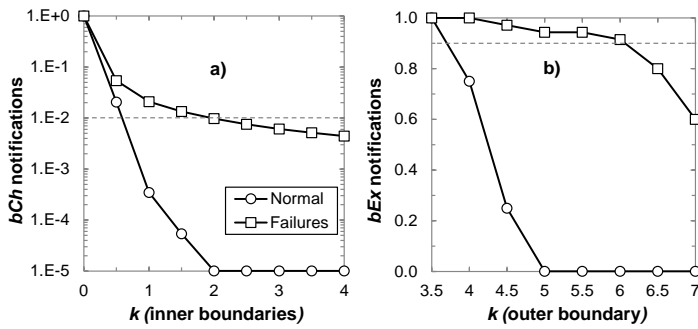 1.E+0
1.E-1
1.E-2
1.E-3
1.E-4
1.E-5
bCh notifications
a)
Normal
Failures
0 1 2 3 4
k (inner boundaries)
1.0
0.8
0.6
0.4
0.2
0.0
bEx notifications
b)
3.5 4 4.5 5 5.5 6 6.5 7
k (outer boundary)